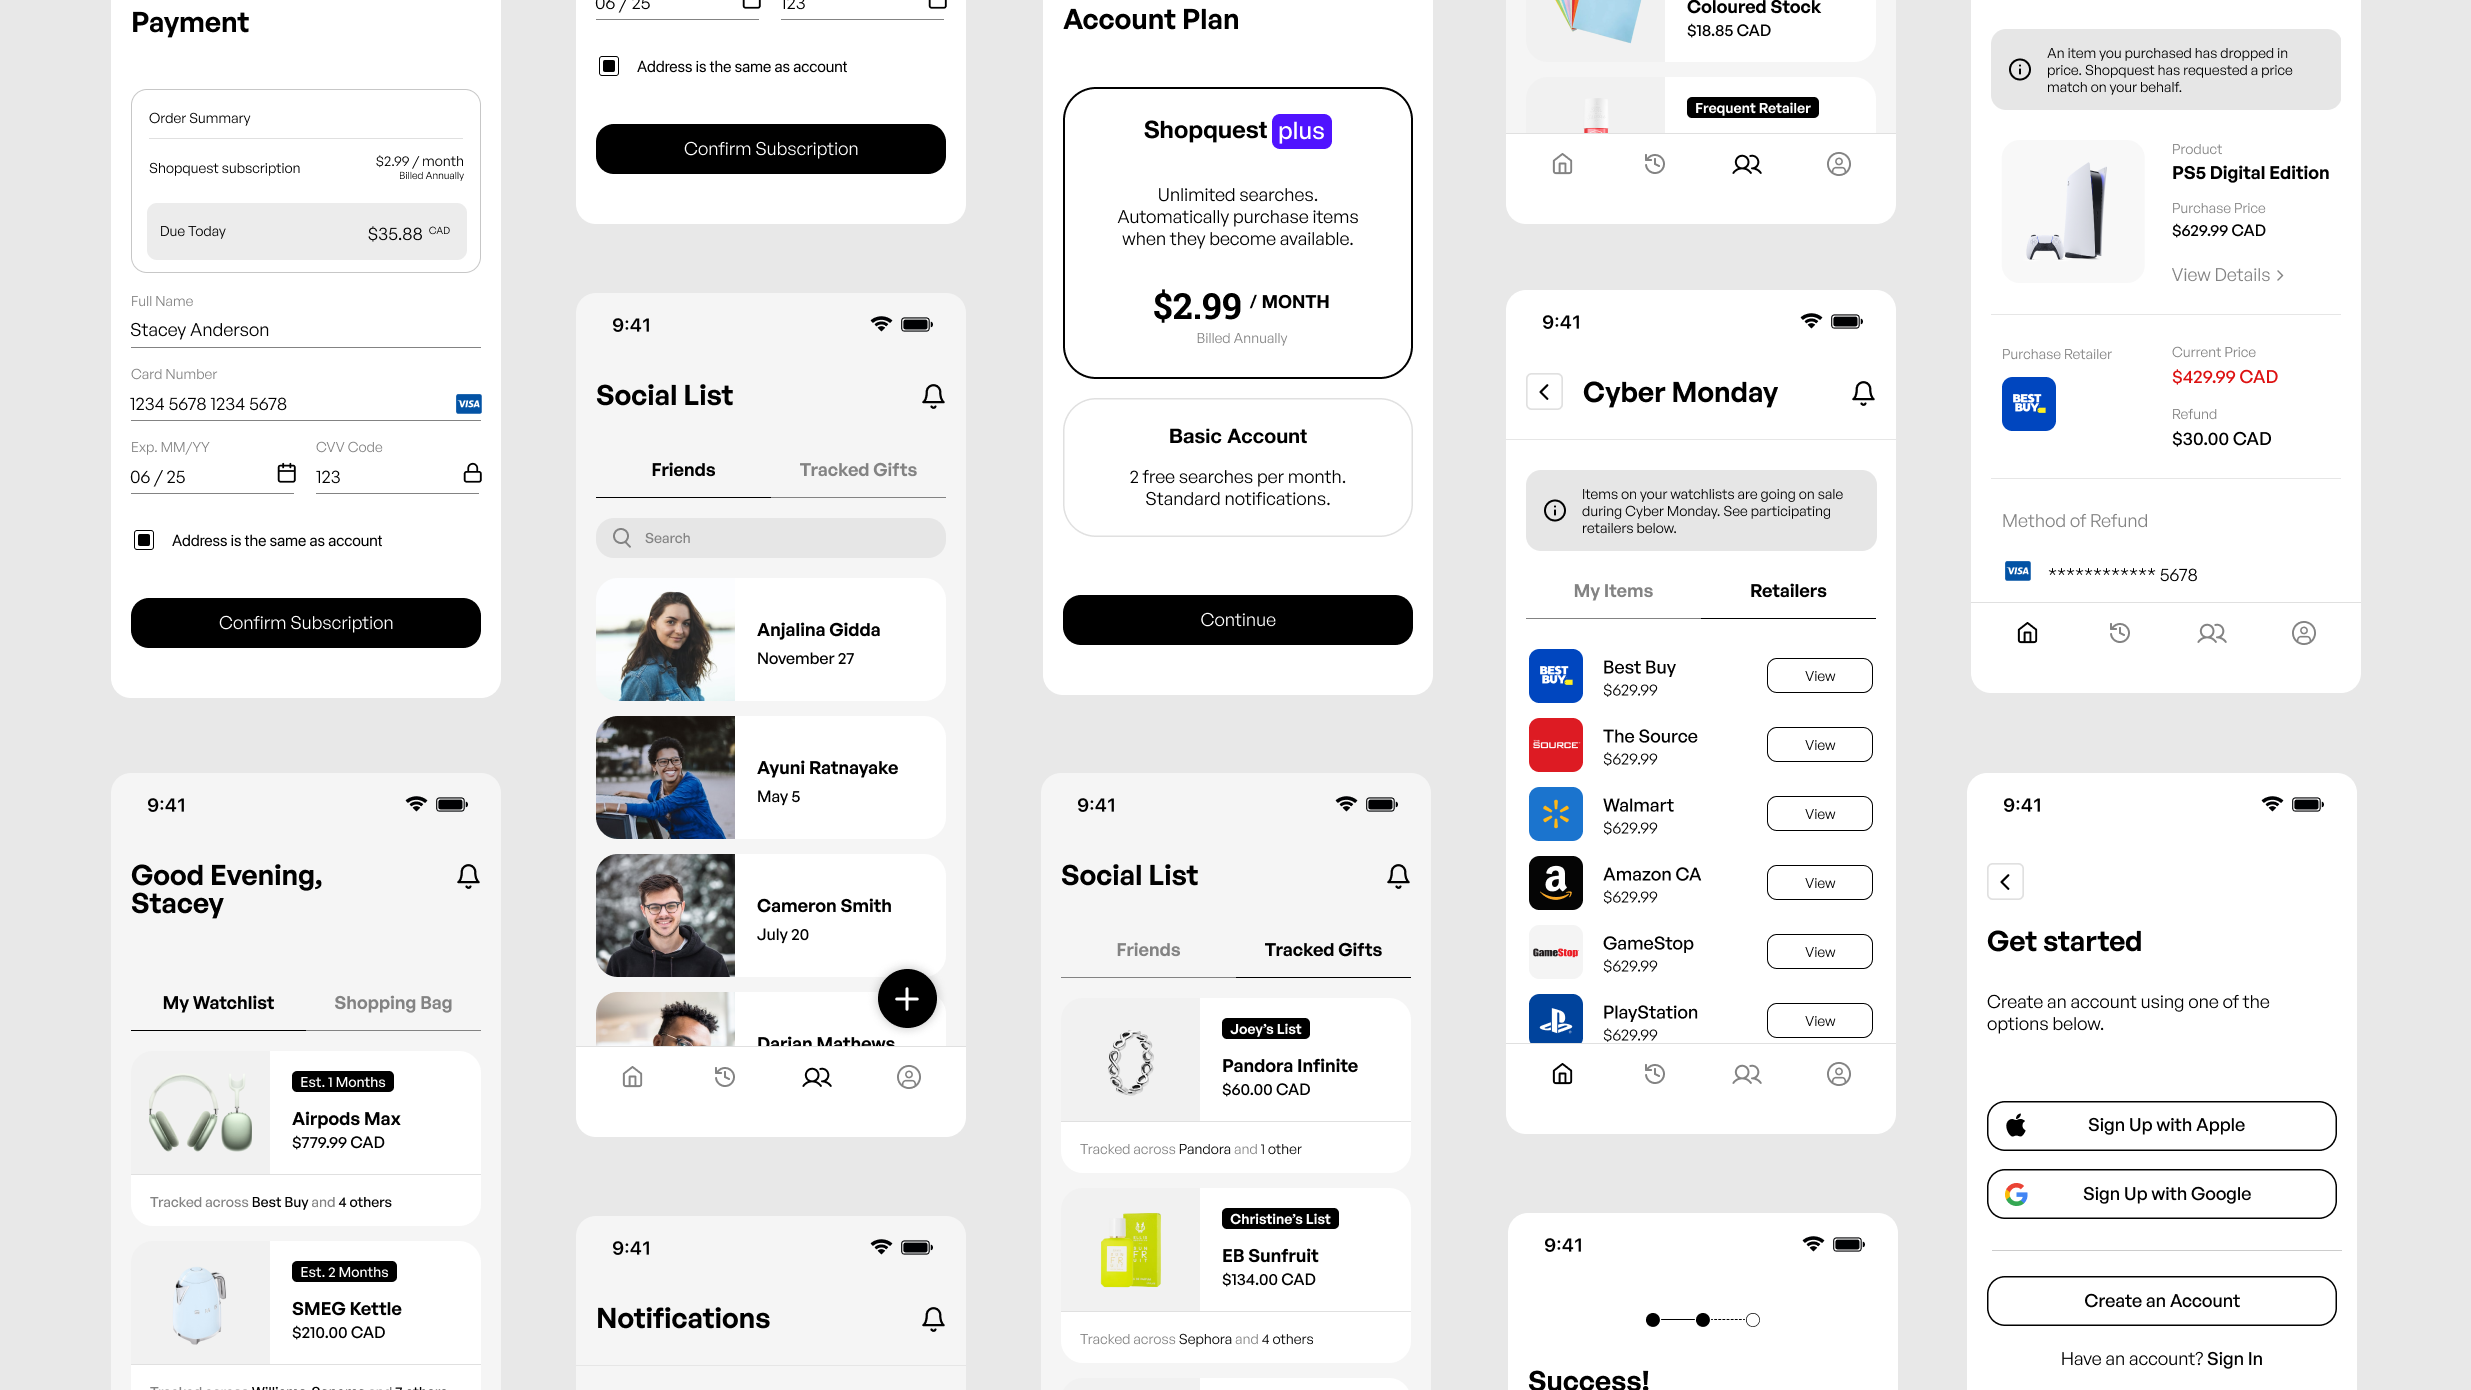 Payment
Order Summary
Shopquest subscription
$2.99 / month
Billed Annually
Due Today
$35.88 CAD
Full Name
Stacey Anderson
Card Number
1234 5678 1234 5678
VISA
Exp. MM/YY
CVV Code
06 / 25
123
Address is the same as account
Confirm Subscription
9:41
Good Evening,
Stacey
My Watchlist
Shopping Bag
Est. 1 Months
Airpods Max
$779.99 CAD
Tracked across Best Buy and 4 others
Est. 2 Months
SMEG Kettle
$210.00 CAD
06 / 25
123
Address is the same as account
Confirm Subscription
9:41
Social List
Friends
Tracked Gifts
Search
Anjalina Gidda
November 27
Ayuni Ratnayake
May 5
Cameron Smith
July 20
Darian Mathews
9:41
Notifications
Account Plan
Shopquest plus
Unlimited searches.
Automatically purchase items
when they become available.
$2.99 / MONTH
Billed Annually
Basic Account
2 free searches per month.
Standard notifications.
Continue
9:41
Social List
Friends
Tracked Gifts
Joey's List
Pandora Infinite
$60.00 CAD
Tracked across Pandora and 1 other
Christine's List
EB Sunfruit
$134.00 CAD
Tracked across Sephora and 4 others
Coloured Stock
$18.85 CAD
Frequent Retailer
9:41
Cyber Monday
Items on your watchlists are going on sale
during Cyber Monday. See participating
retailers below.
My Items
Retailers
BEST BUY
Best Buy
$629.99
View
THE SOURCE
The Source
$629.99
View
Walmart
$629.99
View
a
Amazon CA
$629.99
View
GameStop
GameStop
$629.99
View
PlayStation
$629.99
View
9:41
Success!
An item you purchased has dropped in
price. Shopquest has requested a price
match on your behalf.
Product
PS5 Digital Edition
Purchase Price
$629.99 CAD
View Details
Purchase Retailer
BEST BUY
Current Price
$429.99 CAD
Refund
$30.00 CAD
Method of Refund
VISA
************ 5678
9:41
Get started
Create an account using one of the
options below.
Sign Up with Apple
Sign Up with Google
Create an Account
Have an account? Sign In